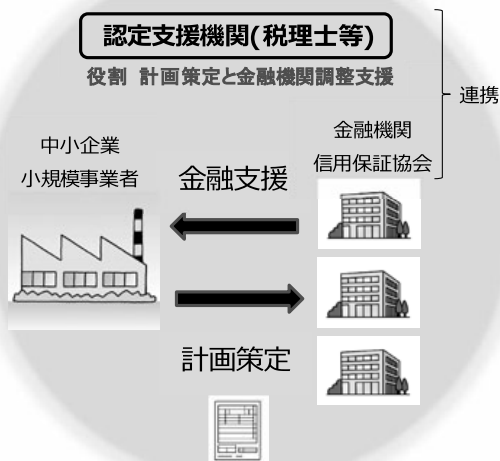 認定支援機関(税理士等)
役割 計画策定と金融機関調整支援
連携
金融機関
信用保証協会
中小企業
小規模事業者
金融支援
計画策定